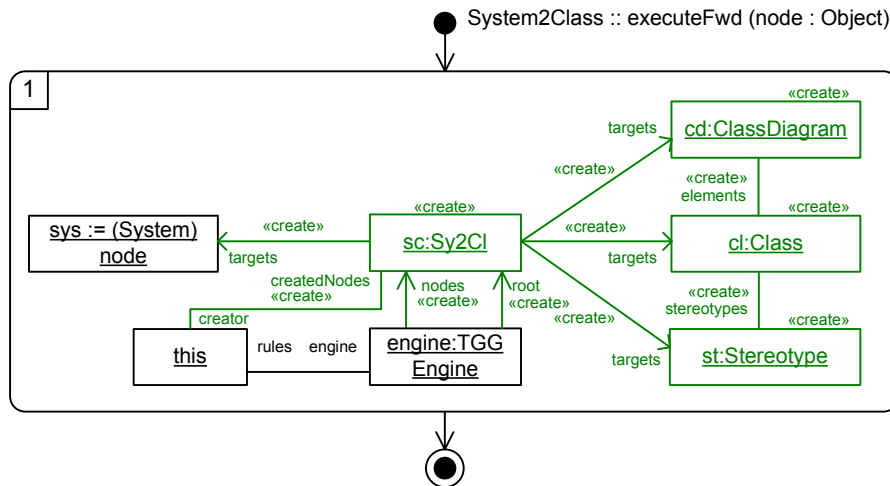 System2Class :: executeFwd (node : Object)
1
«create»
cd:ClassDiagram
targets
«create»
«create»
elements
«create»
sys := (System)
node
«create»
targets
«create»
sc:Sy2Cl
«create»
targets
cl:Class
createdNodes
«create»
creator
nodes
«create»
root
«create»
«create»
targets
«create»
stereotypes
«create»
st:Stereotype
this
rules
engine
engine:TGG
Engine